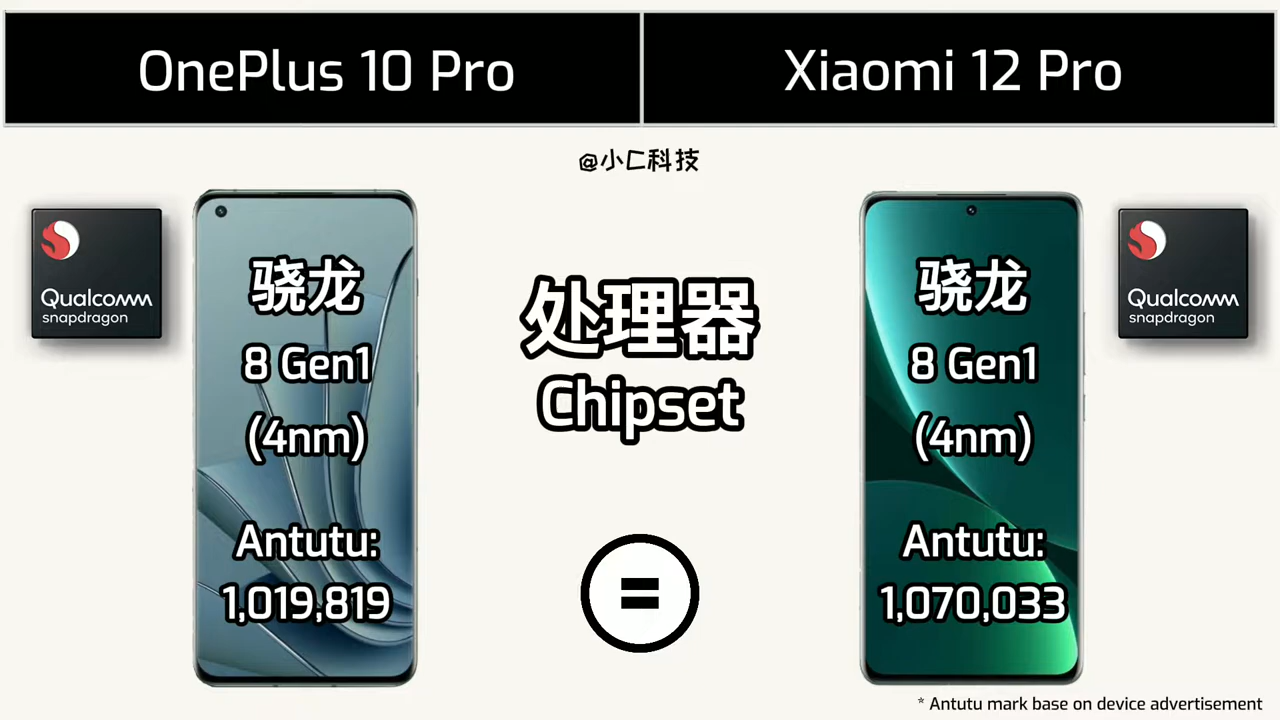 OnePlus 10 Pro
Xiaomi 12 Pro
@小C科技
Qualcomm
snapdragon
骁龙
8 Gen1
(4nm)
Antutu:
1,019,819
处理器
Chipset
=
骁龙
8 Gen1
(4nm)
Antutu:
1,070,033
Qualcomm
snapdragon
* Antutu mark base on device advertisement